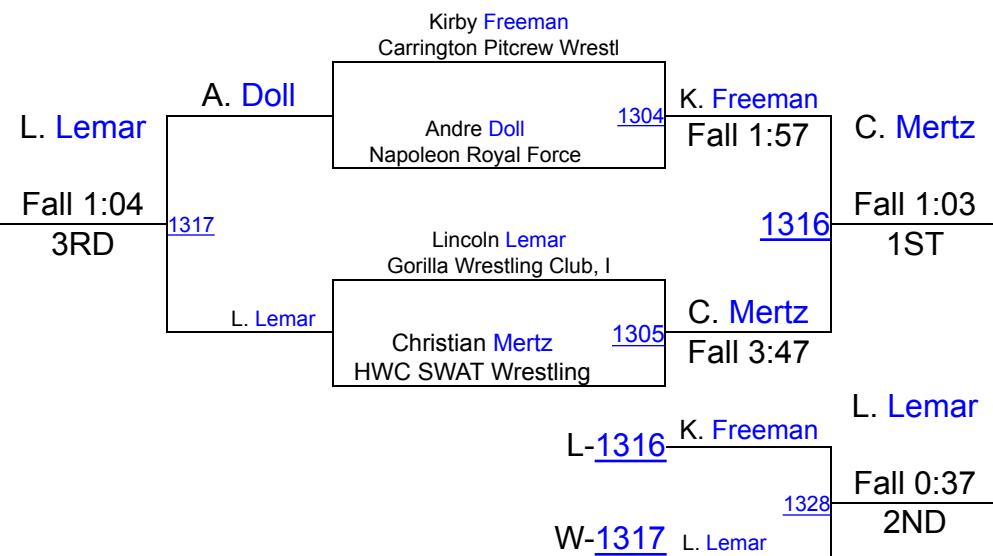 Kirby Freeman
Carrington Pitcrew Wrestl
A. Doll
K. Freeman
L. Lemar
Andre Doll
1304
Fall 1:57
C. Mertz
Napoleon Royal Force
Fall 1:04
1317
3RD
1316
Fall 1:03
1ST
Lincoln Lemar
Gorilla Wrestling Club, I
L. Lemar
C. Mertz
Christian Mertz
1305
Fall 3:47
HWC SWAT Wrestling
L. Lemar
L-1316
K. Freeman
Fall 0:37
1328
2ND
W-1317
L. Lemar